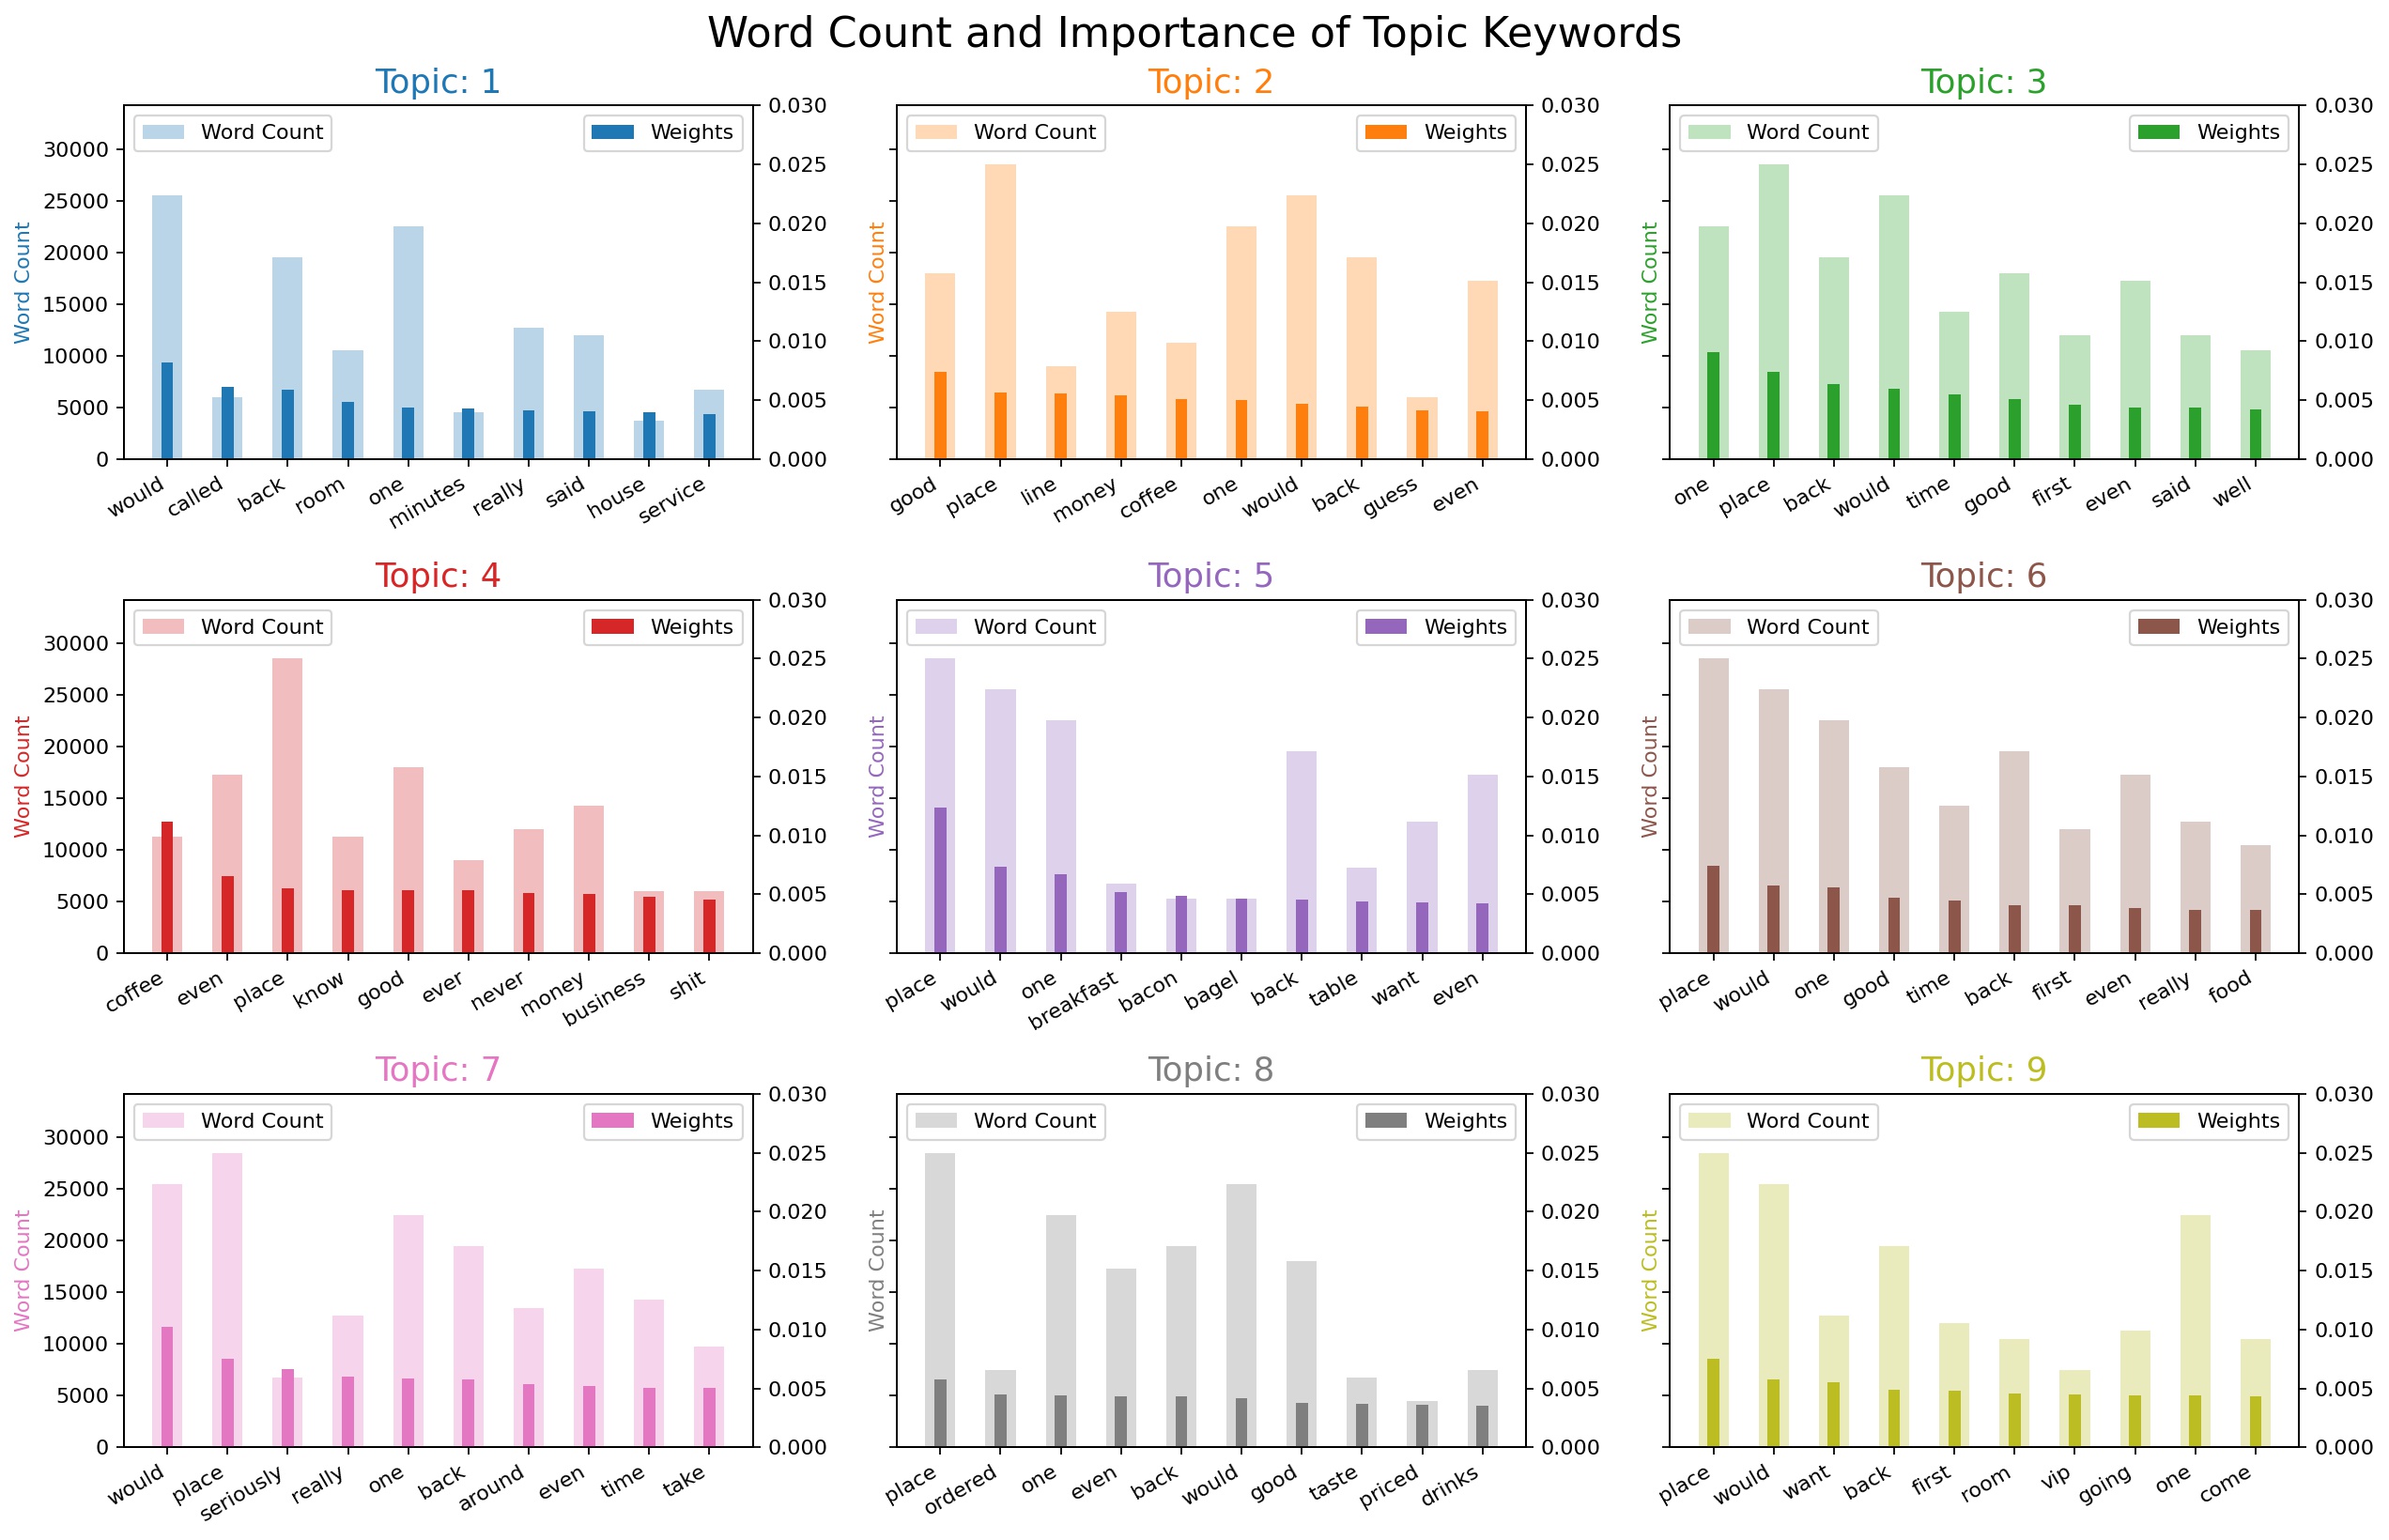 Word Count and Importance of Topic Keywords
Topic: 1
Word Count
Weights
Word Count
30000
25000
20000
15000
10000
5000
0
0.030
0.025
0.020
0.015
0.010
0.005
0.000
would called back room one minutes really said house service
Topic: 2
Word Count
Weights
Word Count
0.030
0.025
0.020
0.015
0.010
0.005
0.000
good place line money coffee one would back guess even
Topic: 3
Word Count
Weights
Word Count
0.030
0.025
0.020
0.015
0.010
0.005
0.000
one place back would time good first even said well
Topic: 4
Word Count
Weights
Word Count
30000
25000
20000
15000
10000
5000
0
0.030
0.025
0.020
0.015
0.010
0.005
0.000
coffee even place know good ever never money business shit
Topic: 5
Word Count
Weights
Word Count
0.030
0.025
0.020
0.015
0.010
0.005
0.000
place would one breakfast bacon bagel back table want even
Topic: 6
Word Count
Weights
Word Count
0.030
0.025
0.020
0.015
0.010
0.005
0.000
place would one good time back first even really food
Topic: 7
Word Count
Weights
Word Count
30000
25000
20000
15000
10000
5000
0
0.030
0.025
0.020
0.015
0.010
0.005
0.000
would place seriously really one back around even time take
Topic: 8
Word Count
Weights
Word Count
0.030
0.025
0.020
0.015
0.010
0.005
0.000
place ordered one even back would good taste priced drinks
Topic: 9
Word Count
Weights
Word Count
0.030
0.025
0.020
0.015
0.010
0.005
0.000
place would want back first room vip going one come